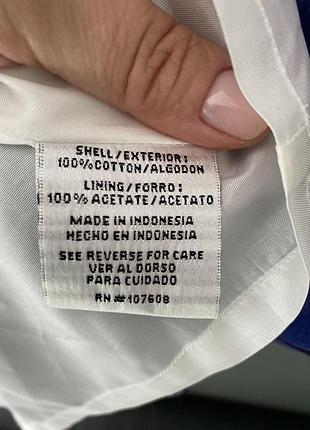 SHELL/EXTERIOR:
100%COTTON/ALGODON
LINING/FORRO:
100%ACETATE/ACETATO
MADE IN INDONESIA
HECHO EN INDONESIA
SEE REVERSE FOR CARE
VER AL DORSO
PARA CUIDADO
RN#107608